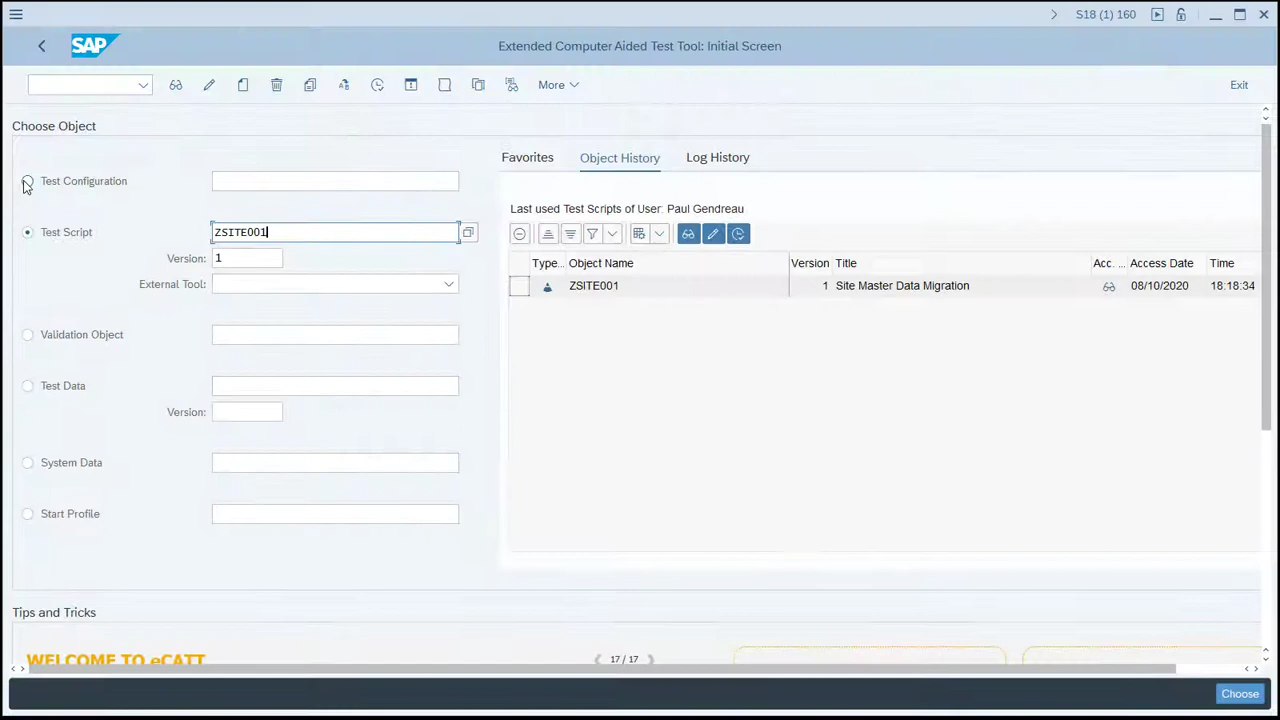 S18 (1) 160
SAP
Extended Computer Aided Test Tool: Initial Screen
More
Exit
Choose Object
Test Configuration
Test Script
ZSITE001
Version:
1
External Tool:
Validation Object
Test Data
Version:
System Data
Start Profile
Favorites
Object History
Log History
Last used Test Scripts of User: Paul Gendreau
Type... Object Name Version Title Acc. ... Access Date Time
ZSITE001 1 Site Master Data Migration 08/10/2020 18:18:34
Tips and Tricks
WELCOME TO eCATT
17 / 17
Choose